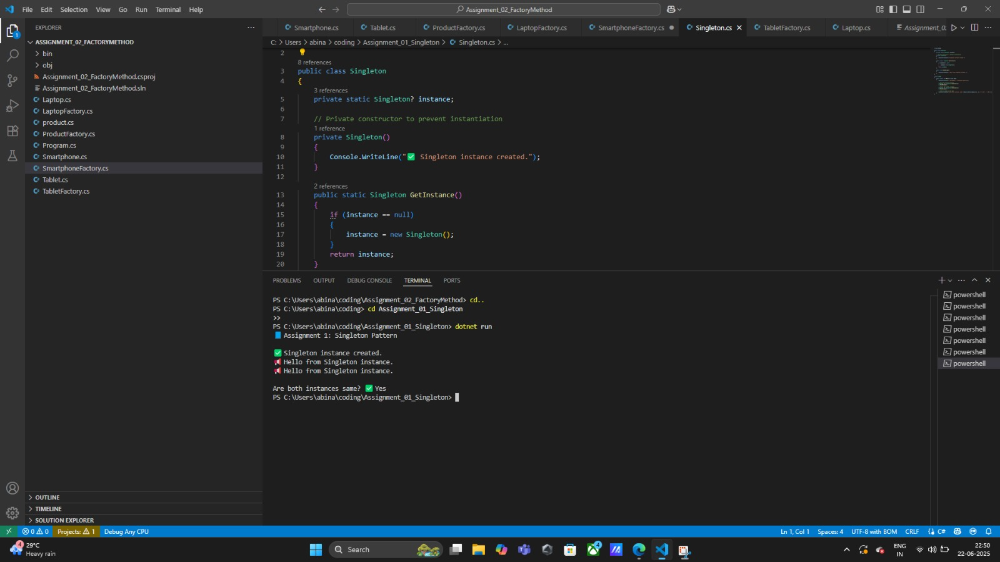 File Edit Selection View Go Run Terminal Help
Assignment_02_FactoryMethod
EXPLORER
ASSIGNMENT_02_FACTORYMETHOD
bin
obj
Assignment_02_FactoryMethod.csproj
Assignment_02_FactoryMethod.sln
Laptop.cs
LaptopFactory.cs
product.cs
ProductFactory.cs
Program.cs
Smartphone.cs
SmartphoneFactory.cs
Tablet.cs
TabletFactory.cs
OUTLINE
TIMELINE
SOLUTION EXPLORER
Smartphone.cs Tablet.cs ProductFactory.cs LaptopFactory.cs SmartphoneFactory.cs Singleton.cs TabletFactory.cs Laptop.cs Assignment_0
C: > Users > abina > coding > Assignment_01_Singleton > Singleton.cs > ...
2
8 references
3 public class Singleton
4 {
3 references
5 private static Singleton? instance;
6
7 // Private constructor to prevent instantiation
1 reference
8 private Singleton()
9 {
10 Console.WriteLine("✅ Singleton instance created.");
11 }
12
2 references
13 public static Singleton GetInstance()
14 {
15 if (instance == null)
16 {
17 instance = new Singleton();
18 }
19 return instance;
20 }
PROBLEMS OUTPUT DEBUG CONSOLE TERMINAL PORTS
PS C:\Users\abina\coding\Assignment_02_FactoryMethod> cd..
PS C:\Users\abina\coding> cd Assignment_01_Singleton
>>
PS C:\Users\abina\coding\Assignment_01_Singleton> dotnet run
📘 Assignment 1: Singleton Pattern
✅ Singleton instance created.
📢 Hello from Singleton instance.
📢 Hello from Singleton instance.
Are both instances same? ✅ Yes
PS C:\Users\abina\coding\Assignment_01_Singleton>
powershell
powershell
powershell
powershell
powershell
powershell
powershell
0 0 Projects: 1 Debug Any CPU
Ln 1, Col 1 Spaces: 4 UTF-8 with BOM CRLF C#
29°C
Heavy rain
Search
ENG
IN
22:50
22-06-2025